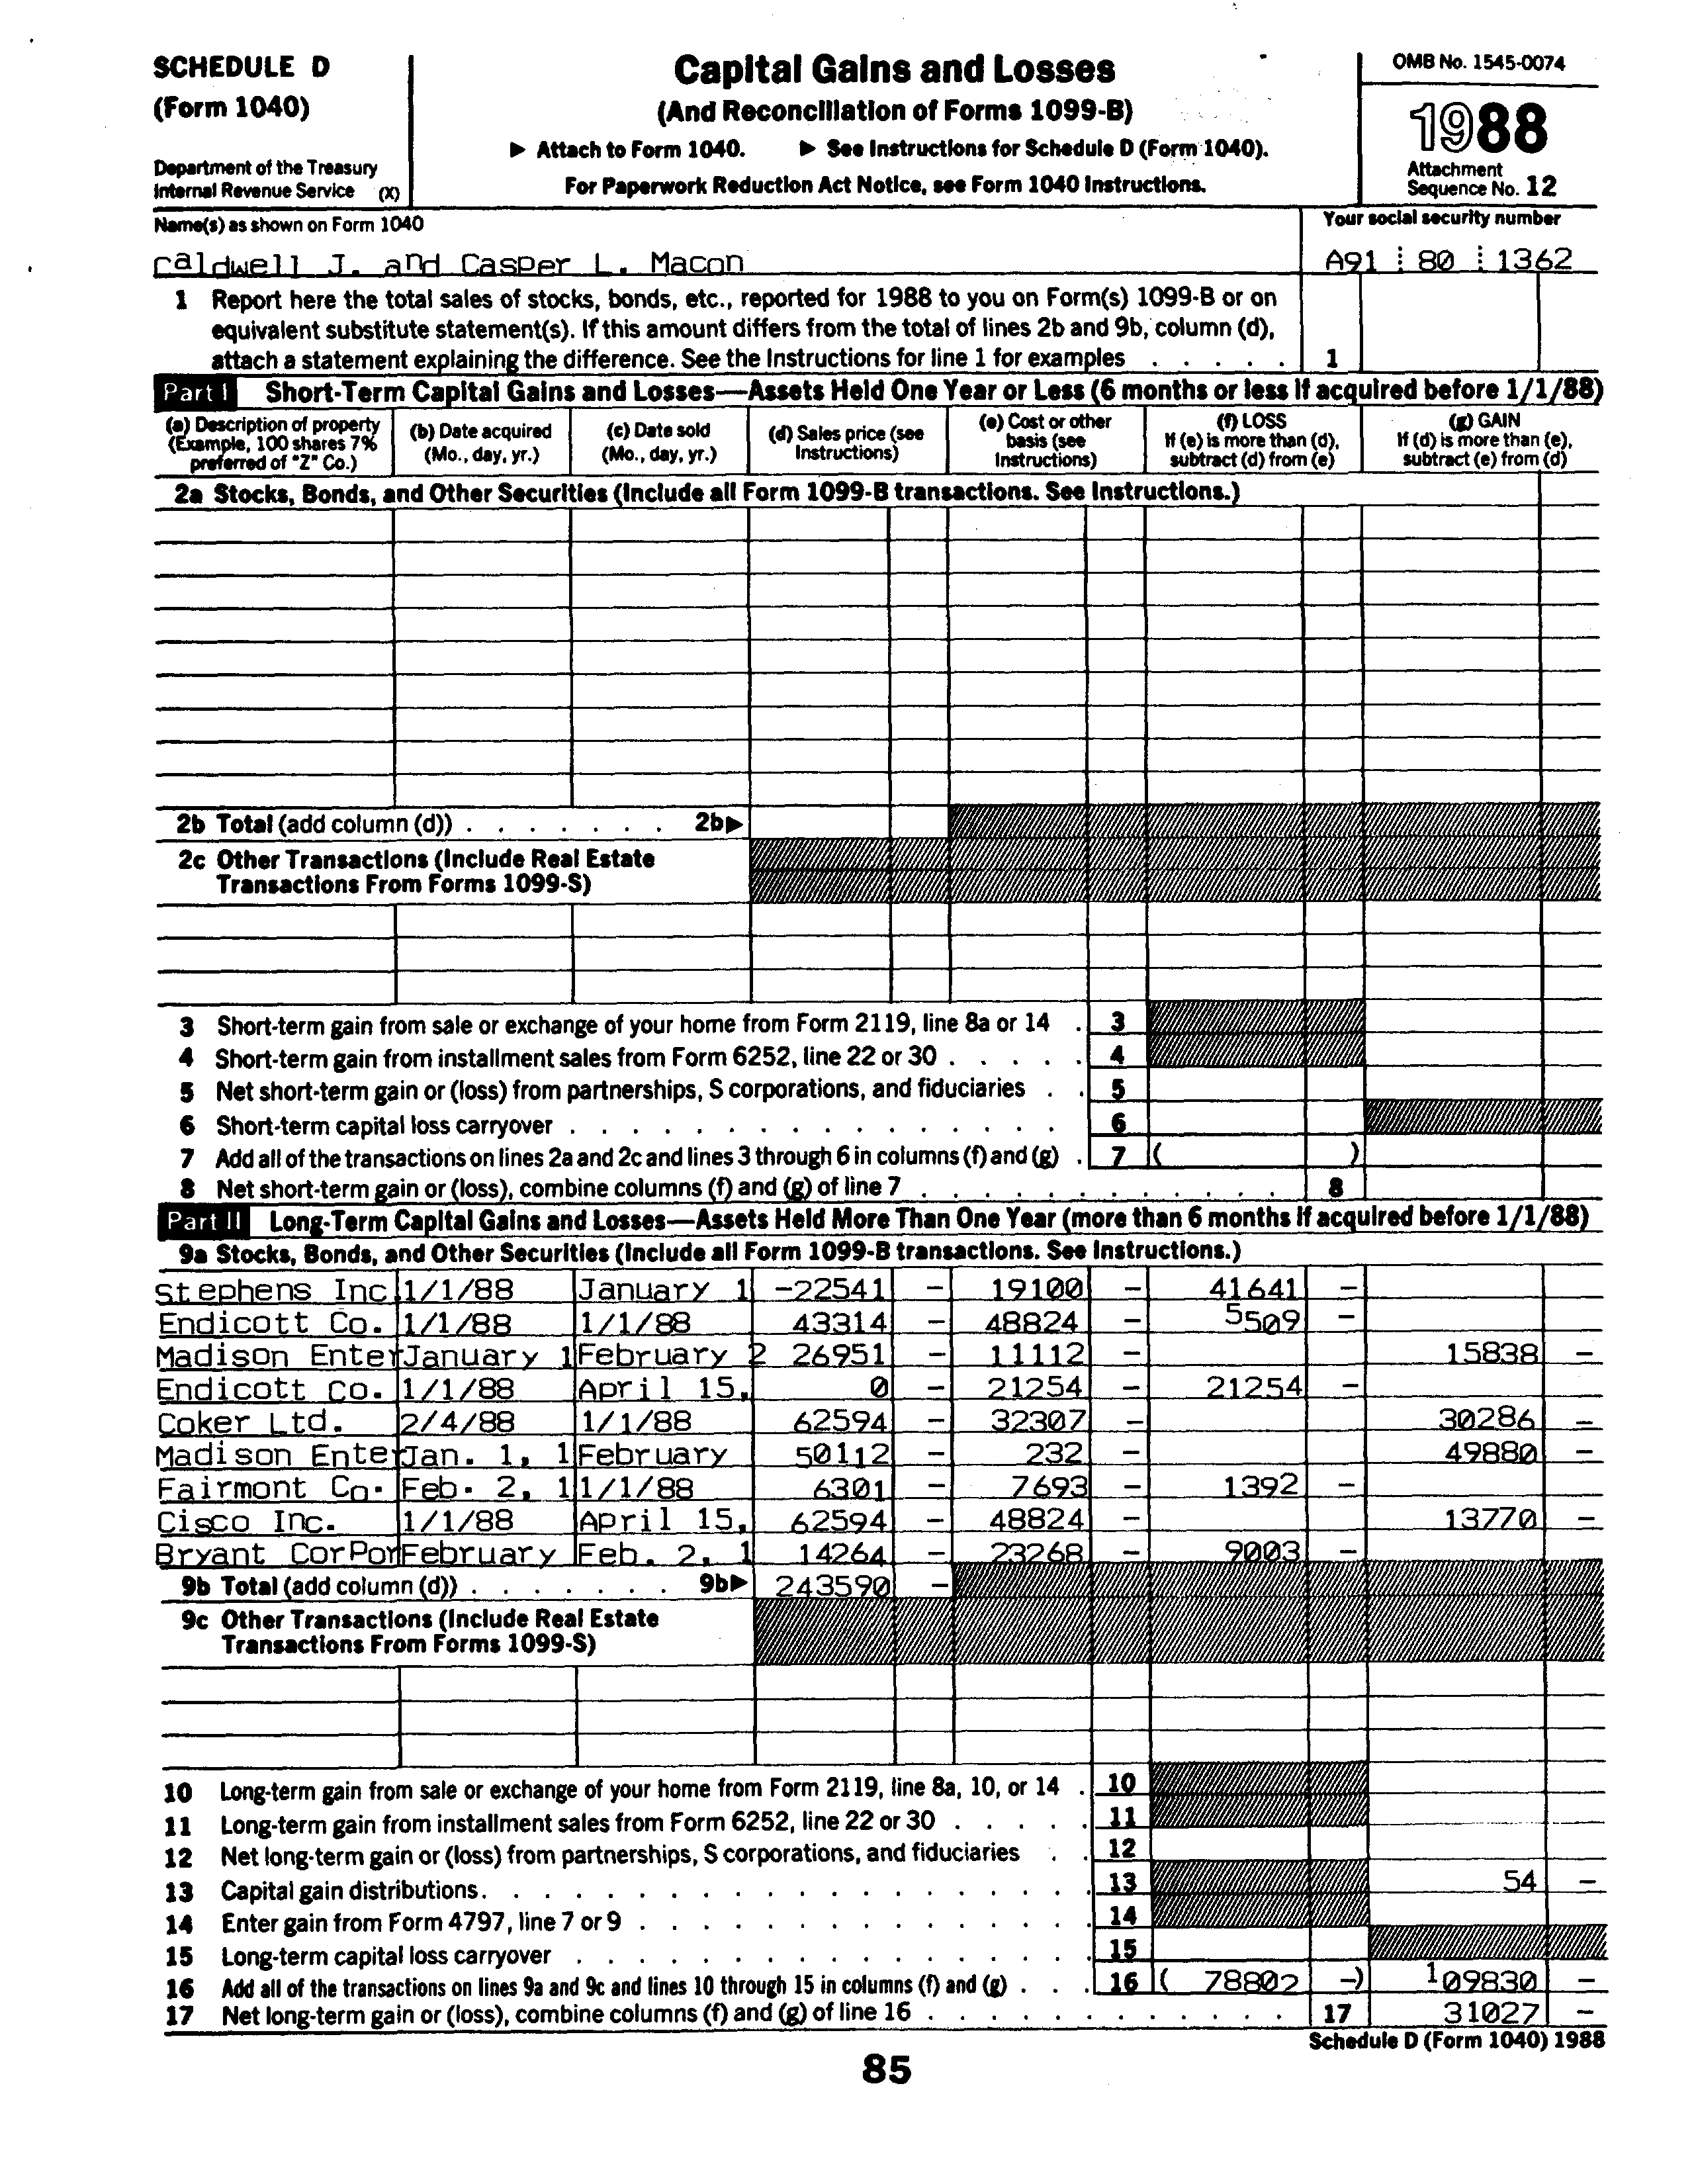 SCHEDULE D
(Form 1040)
Department of the Treasury
Internal Revenue Service (X)
Capital Gains and Losses
(And Reconciliation of Forms 1099-B)
▶ Attach to Form 1040. ▶ See Instructions for Schedule D (Form 1040).
For Paperwork Reduction Act Notice, see Form 1040 Instructions.
OMB No. 1545-0074
1988
Attachment
Sequence No. 12
Name(s) as shown on Form 1040
Caldwell J. and Casper L. Macon
Your social security number
A91 80 1362
1 Report here the total sales of stocks, bonds, etc., reported for 1988 to you on Form(s) 1099-B or on
equivalent substitute statement(s). If this amount differs from the total of lines 2b and 9b, column (d),
attach a statement explaining the difference. See the Instructions for line 1 for examples . . . . . 1
Part I Short-Term Capital Gains and Losses—Assets Held One Year or Less (6 months or less if acquired before 1/1/88)
(a) Description of property
(Example, 100 shares 7%
preferred of "Z" Co.)
(b) Date acquired
(Mo., day, yr.)
(c) Date sold
(Mo., day, yr.)
(d) Sales price (see
Instructions)
(e) Cost or other
basis (see
Instructions)
(f) LOSS
If (e) is more than (d),
subtract (d) from (e)
(g) GAIN
If (d) is more than (e),
subtract (e) from (d)
2a Stocks, Bonds, and Other Securities (Include all Form 1099-B transactions. See Instructions.)
2b Total (add column (d)) . . . . . . . 2b▶
2c Other Transactions (Include Real Estate
Transactions From Forms 1099-S)
3 Short-term gain from sale or exchange of your home from Form 2119, line 8a or 14 . 3
4 Short-term gain from installment sales from Form 6252, line 22 or 30 . . . . . 4
5 Net short-term gain or (loss) from partnerships, S corporations, and fiduciaries . . 5
6 Short-term capital loss carryover . . . . . . . . . . . . . . . . 6
7 Add all of the transactions on lines 2a and 2c and lines 3 through 6 in columns (f) and (g) . 7 ( )
8 Net short-term gain or (loss), combine columns (f) and (g) of line 7 . . . . . . . . . . . . 8
Part II Long-Term Capital Gains and Losses—Assets Held More Than One Year (more than 6 months if acquired before 1/1/88)
9a Stocks, Bonds, and Other Securities (Include all Form 1099-B transactions. See Instructions.)
Stephens Inc 1/1/88 January 1 -22541 - 19100 - 41641 -
Endicott Co. 1/1/88 1/1/88 43314 - 48824 - 5509 -
Madison Enter January 1 February 2 26951 - 11112 - 15838 -
Endicott Co. 1/1/88 April 15, 0 - 21254 - 21254 -
Coker Ltd. 2/4/88 1/1/88 62594 - 32307 - 30286 -
Madison Enter Jan. 1, 1 February 50112 - 232 - 49880 -
Fairmont Co. Feb. 2, 1 1/1/88 6301 - 7693 - 1392 -
Cisco Inc. 1/1/88 April 15, 62594 - 48824 - 13770 -
Bryant Corpor February Feb. 2, 1 14264 - 23268 - 9003 -
9b Total (add column (d)) . . . . . . . 9b▶ 243590 -
9c Other Transactions (Include Real Estate
Transactions From Forms 1099-S)
10 Long-term gain from sale or exchange of your home from Form 2119, line 8a, 10, or 14 . 10
11 Long-term gain from installment sales from Form 6252, line 22 or 30 . . . . . 11
12 Net long-term gain or (loss) from partnerships, S corporations, and fiduciaries . . 12
13 Capital gain distributions. . . . . . . . . . . . . . . . . . . 13 54 -
14 Enter gain from Form 4797, line 7 or 9 . . . . . . . . . . . . . . 14
15 Long-term capital loss carryover . . . . . . . . . . . . . . . . 15
16 Add all of the transactions on lines 9a and 9c and lines 10 through 15 in columns (f) and (g) . . . 16 ( 78802 -) 109830 -
17 Net long-term gain or (loss), combine columns (f) and (g) of line 16 . . . . . . . . . . . . 17 31027 -
Schedule D (Form 1040) 1988
85